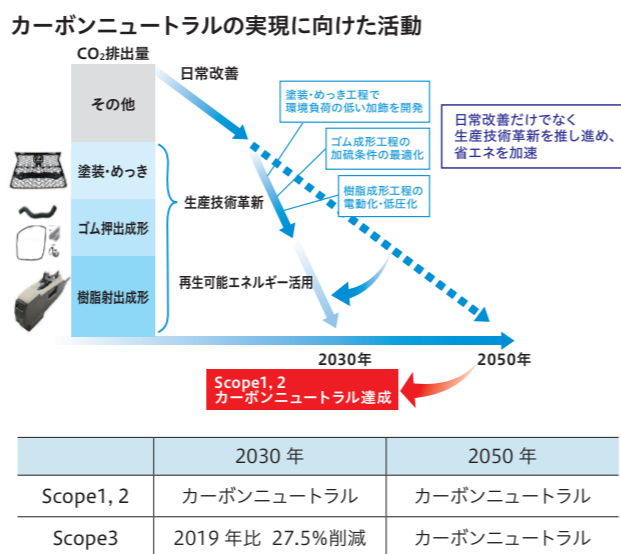 カーボンニュートラルの実現に向けた活動
CO₂排出量
日常改善
その他
塗装・めっき
ゴム押出成形
樹脂射出成形
生産技術革新
再生可能エネルギー活用
塗装・めっき工程で
環境負荷の低い加飾を開発
ゴム成形工程の
加硫条件の最適化
樹脂成形工程の
電動化・低圧化
日常改善だけでなく
生産技術革新を推し進め、
省エネを加速
2030年
2050年
Scope1, 2
カーボンニュートラル達成
2030 年 2050 年
Scope1, 2 カーボンニュートラル カーボンニュートラル
Scope3 2019 年比 27.5%削減 カーボンニュートラル